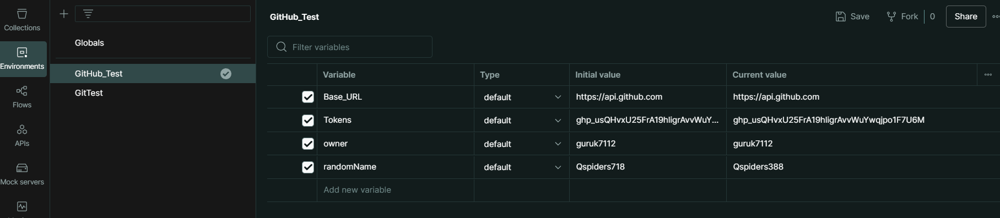 Collections
Environments
Flows
APIs
Mock servers
Globals
GitHub_Test
GitTest
GitHub_Test
Save Fork 0 Share
Filter variables
Variable Type Initial value Current value
Base_URL default https://api.github.com https://api.github.com
Tokens default
owner default guruk7112 guruk7112
randomName default Qspiders718 Qspiders388
Add new variable